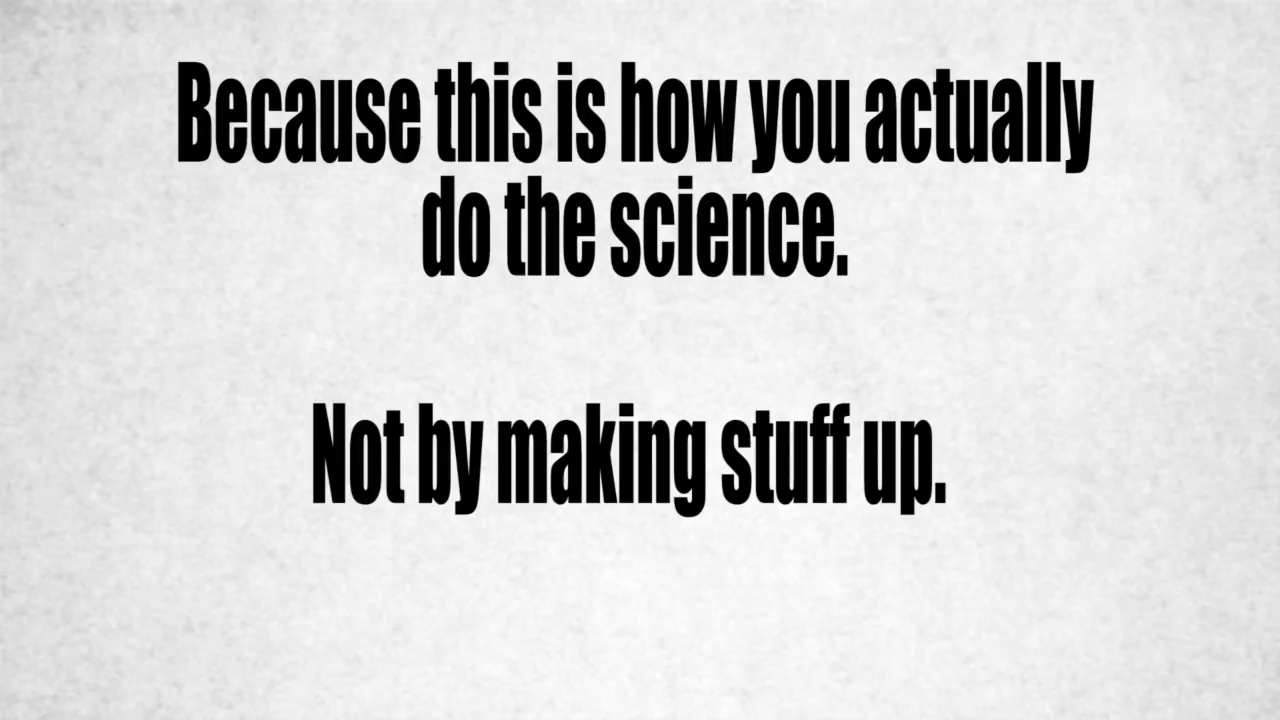 Because this is how you actually
do the science.
Not by making stuff up.